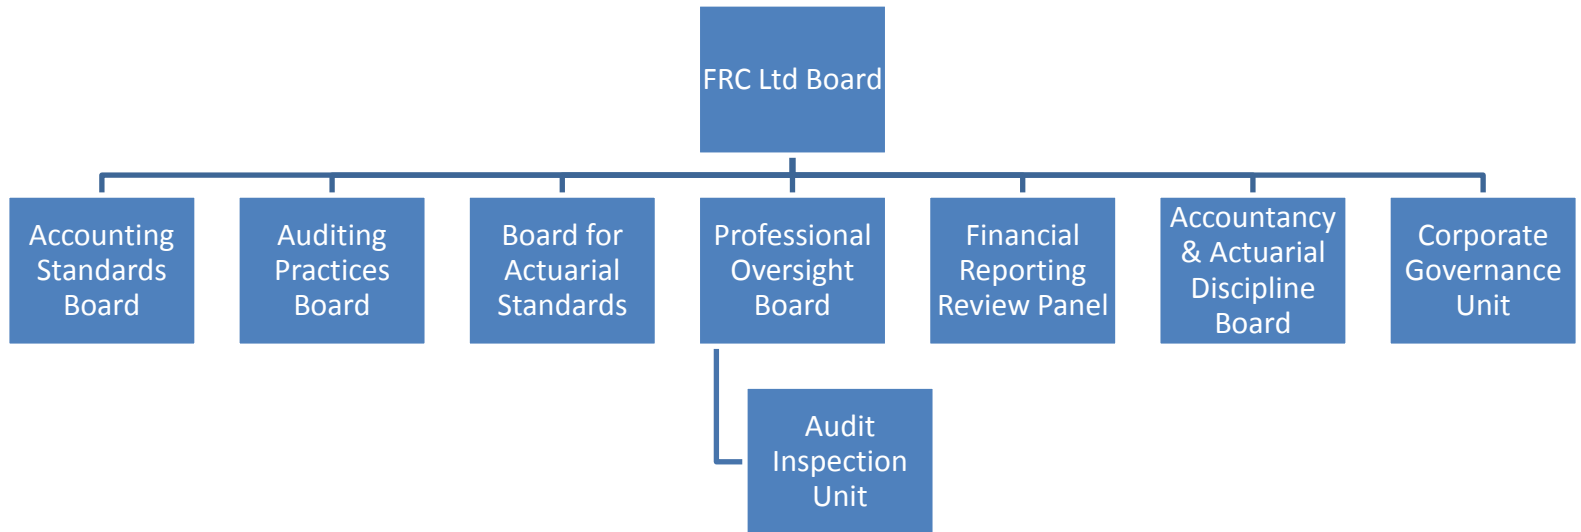 FRC Ltd Board
Accounting
Standards
Board
Auditing
Practices
Board
Board for
Actuarial
Standards
Professional
Oversight
Board
Financial
Reporting
Review Panel
Accountancy
& Actuarial
Discipline
Board
Corporate
Governance
Unit
Audit
Inspection
Unit